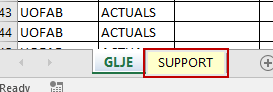 43 UOFAB ACTUALS
44 UOFAB ACTUALS
GLJE SUPPORT
Ready